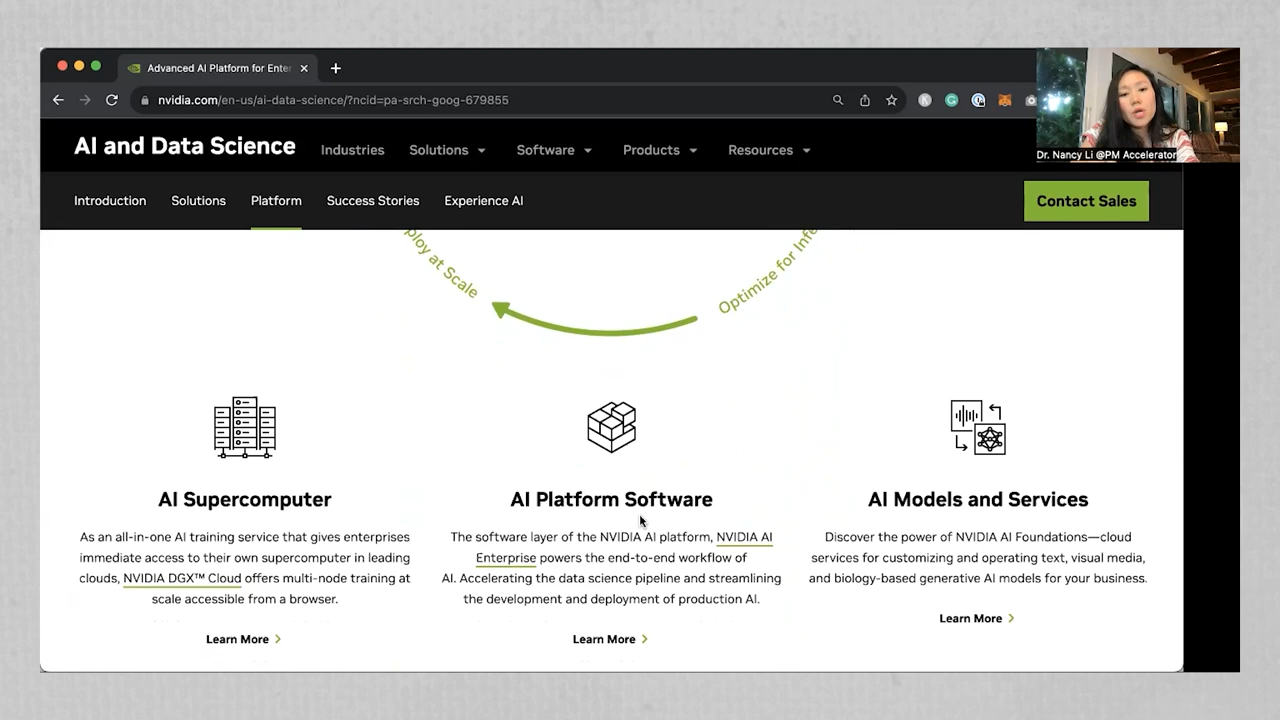 Advanced AI Platform for Enter
nvidia.com/en-us/ai-data-science/?ncid=pa-srch-goog-679855
Dr. Nancy Li @PM Accelerator
AI and Data Science
Industries
Solutions
Software
Products
Resources
Introduction
Solutions
Platform
Success Stories
Experience AI
Contact Sales
ploy at Scale
Optimize for Infe
AI Supercomputer
As an all-in-one AI training service that gives enterprises
immediate access to their own supercomputer in leading
clouds, NVIDIA DGX™ Cloud offers multi-node training at
scale accessible from a browser.
Learn More
AI Platform Software
The software layer of the NVIDIA AI platform, NVIDIA AI
Enterprise powers the end-to-end workflow of
AI. Accelerating the data science pipeline and streamlining
the development and deployment of production AI.
Learn More
AI Models and Services
Discover the power of NVIDIA AI Foundations—cloud
services for customizing and operating text, visual media,
and biology-based generative AI models for your business.
Learn More